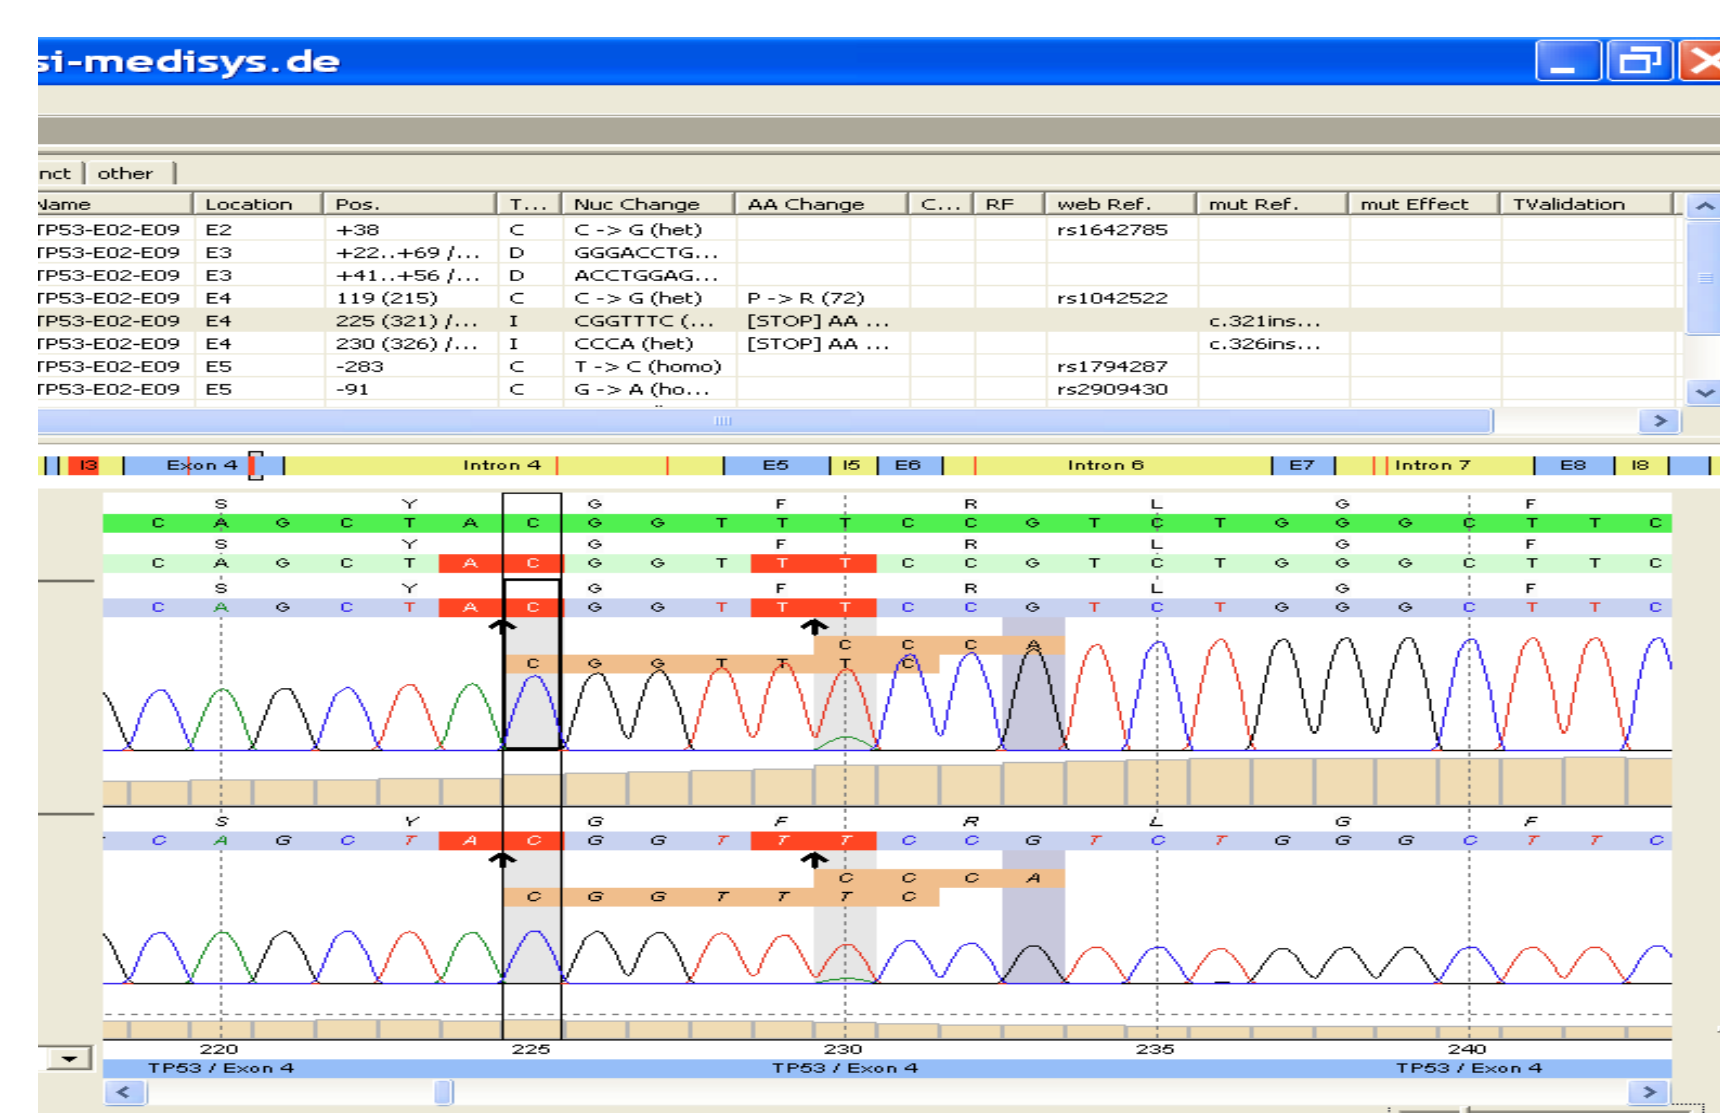 si-medisys.de
nct other
Name Location Pos. T... Nuc Change AA Change C... RF web Ref. mut Ref. mut Effect TValidation
TP53-E02-E09 E2 +38 C C -> G (het) rs1642785
TP53-E02-E09 E3 +22..+69 /... D GGGACCTG...
TP53-E02-E09 E3 +41..+56 /... D ACCTGGAG...
TP53-E02-E09 E4 119 (215) C C -> G (het) P -> R (72) rs1042522
TP53-E02-E09 E4 225 (321) /... I CGGTTTC (... [STOP] AA ... c.321ins...
TP53-E02-E09 E4 230 (326) /... I CCCA (het) [STOP] AA ... c.326ins...
TP53-E02-E09 E5 -283 C T -> C (homo) rs1794287
TP53-E02-E09 E5 -91 C G -> A (ho... rs2909430
I3 Exon 4 Intron 4 E5 I5 E6 Intron 6 E7 Intron 7 E8 I8
S Y G F R L G F
C A G C T A C G G T T T C C G T C T G G G C T T C
S Y G F R L G F
C A G C T A C G G T T T C C G T C T G G G C T T C
S Y G F R L G F
C A G C T A C G G T T T C C G T C T G G G C T T C
C C C A
C G G T T T C
S Y G F R L G F
C A G C T A C G G T T T C C G T C T G G G C T T C
C C C A
C G G T T T C
220 225 230 235 240
TP53 / Exon 4 TP53 / Exon 4 TP53 / Exon 4